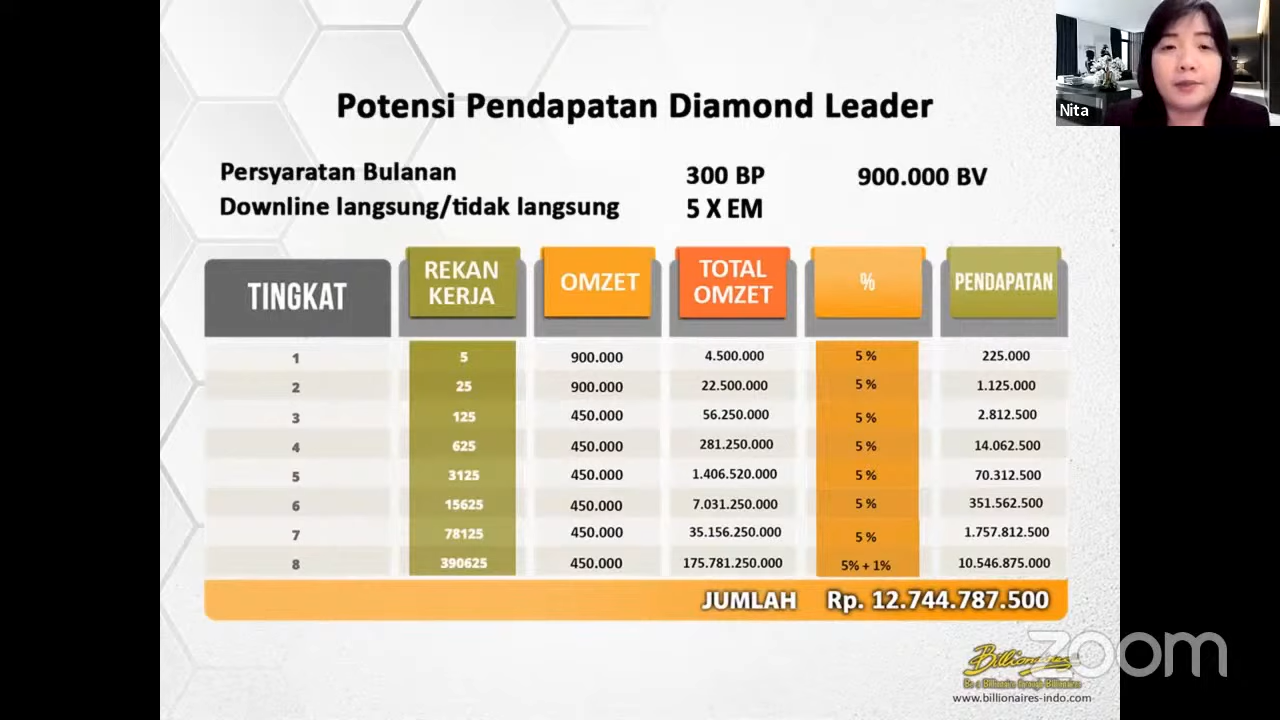 Potensi Pendapatan Diamond Leader
Nita
Persyaratan Bulanan 300 BP 900.000 BV
Downline langsung/tidak langsung 5 X EM
TINGKAT REKAN KERJA OMZET TOTAL OMZET % PENDAPATAN
1 5 900.000 4.500.000 5 % 225.000
2 25 900.000 22.500.000 5 % 1.125.000
3 125 450.000 56.250.000 5 % 2.812.500
4 625 450.000 281.250.000 5 % 14.062.500
5 3125 450.000 1.406.520.000 5 % 70.312.500
6 15625 450.000 7.031.250.000 5 % 351.562.500
7 78125 450.000 35.156.250.000 5 % 1.757.812.500
8 390625 450.000 175.781.250.000 5% + 1% 10.546.875.000
JUMLAH Rp. 12.744.787.500
Billionaires
Be a Billionaire through Billionaires
zoom
www.billionaires-indo.com